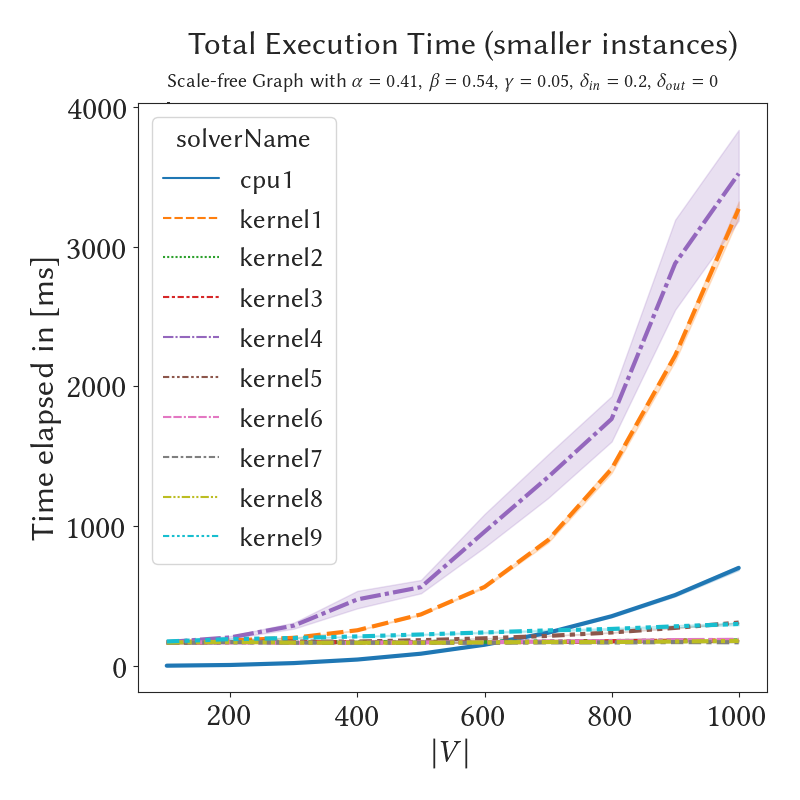 Total Execution Time (smaller instances)
Scale-free Graph with α = 0.41, β = 0.54, γ = 0.05, δ_in = 0.2, δ_out = 0
4000
3000
2000
1000
0
Time elapsed in [ms]
solverName
cpu1
kernel1
kernel2
kernel3
kernel4
kernel5
kernel6
kernel7
kernel8
kernel9
200 400 600 800 1000
|V|